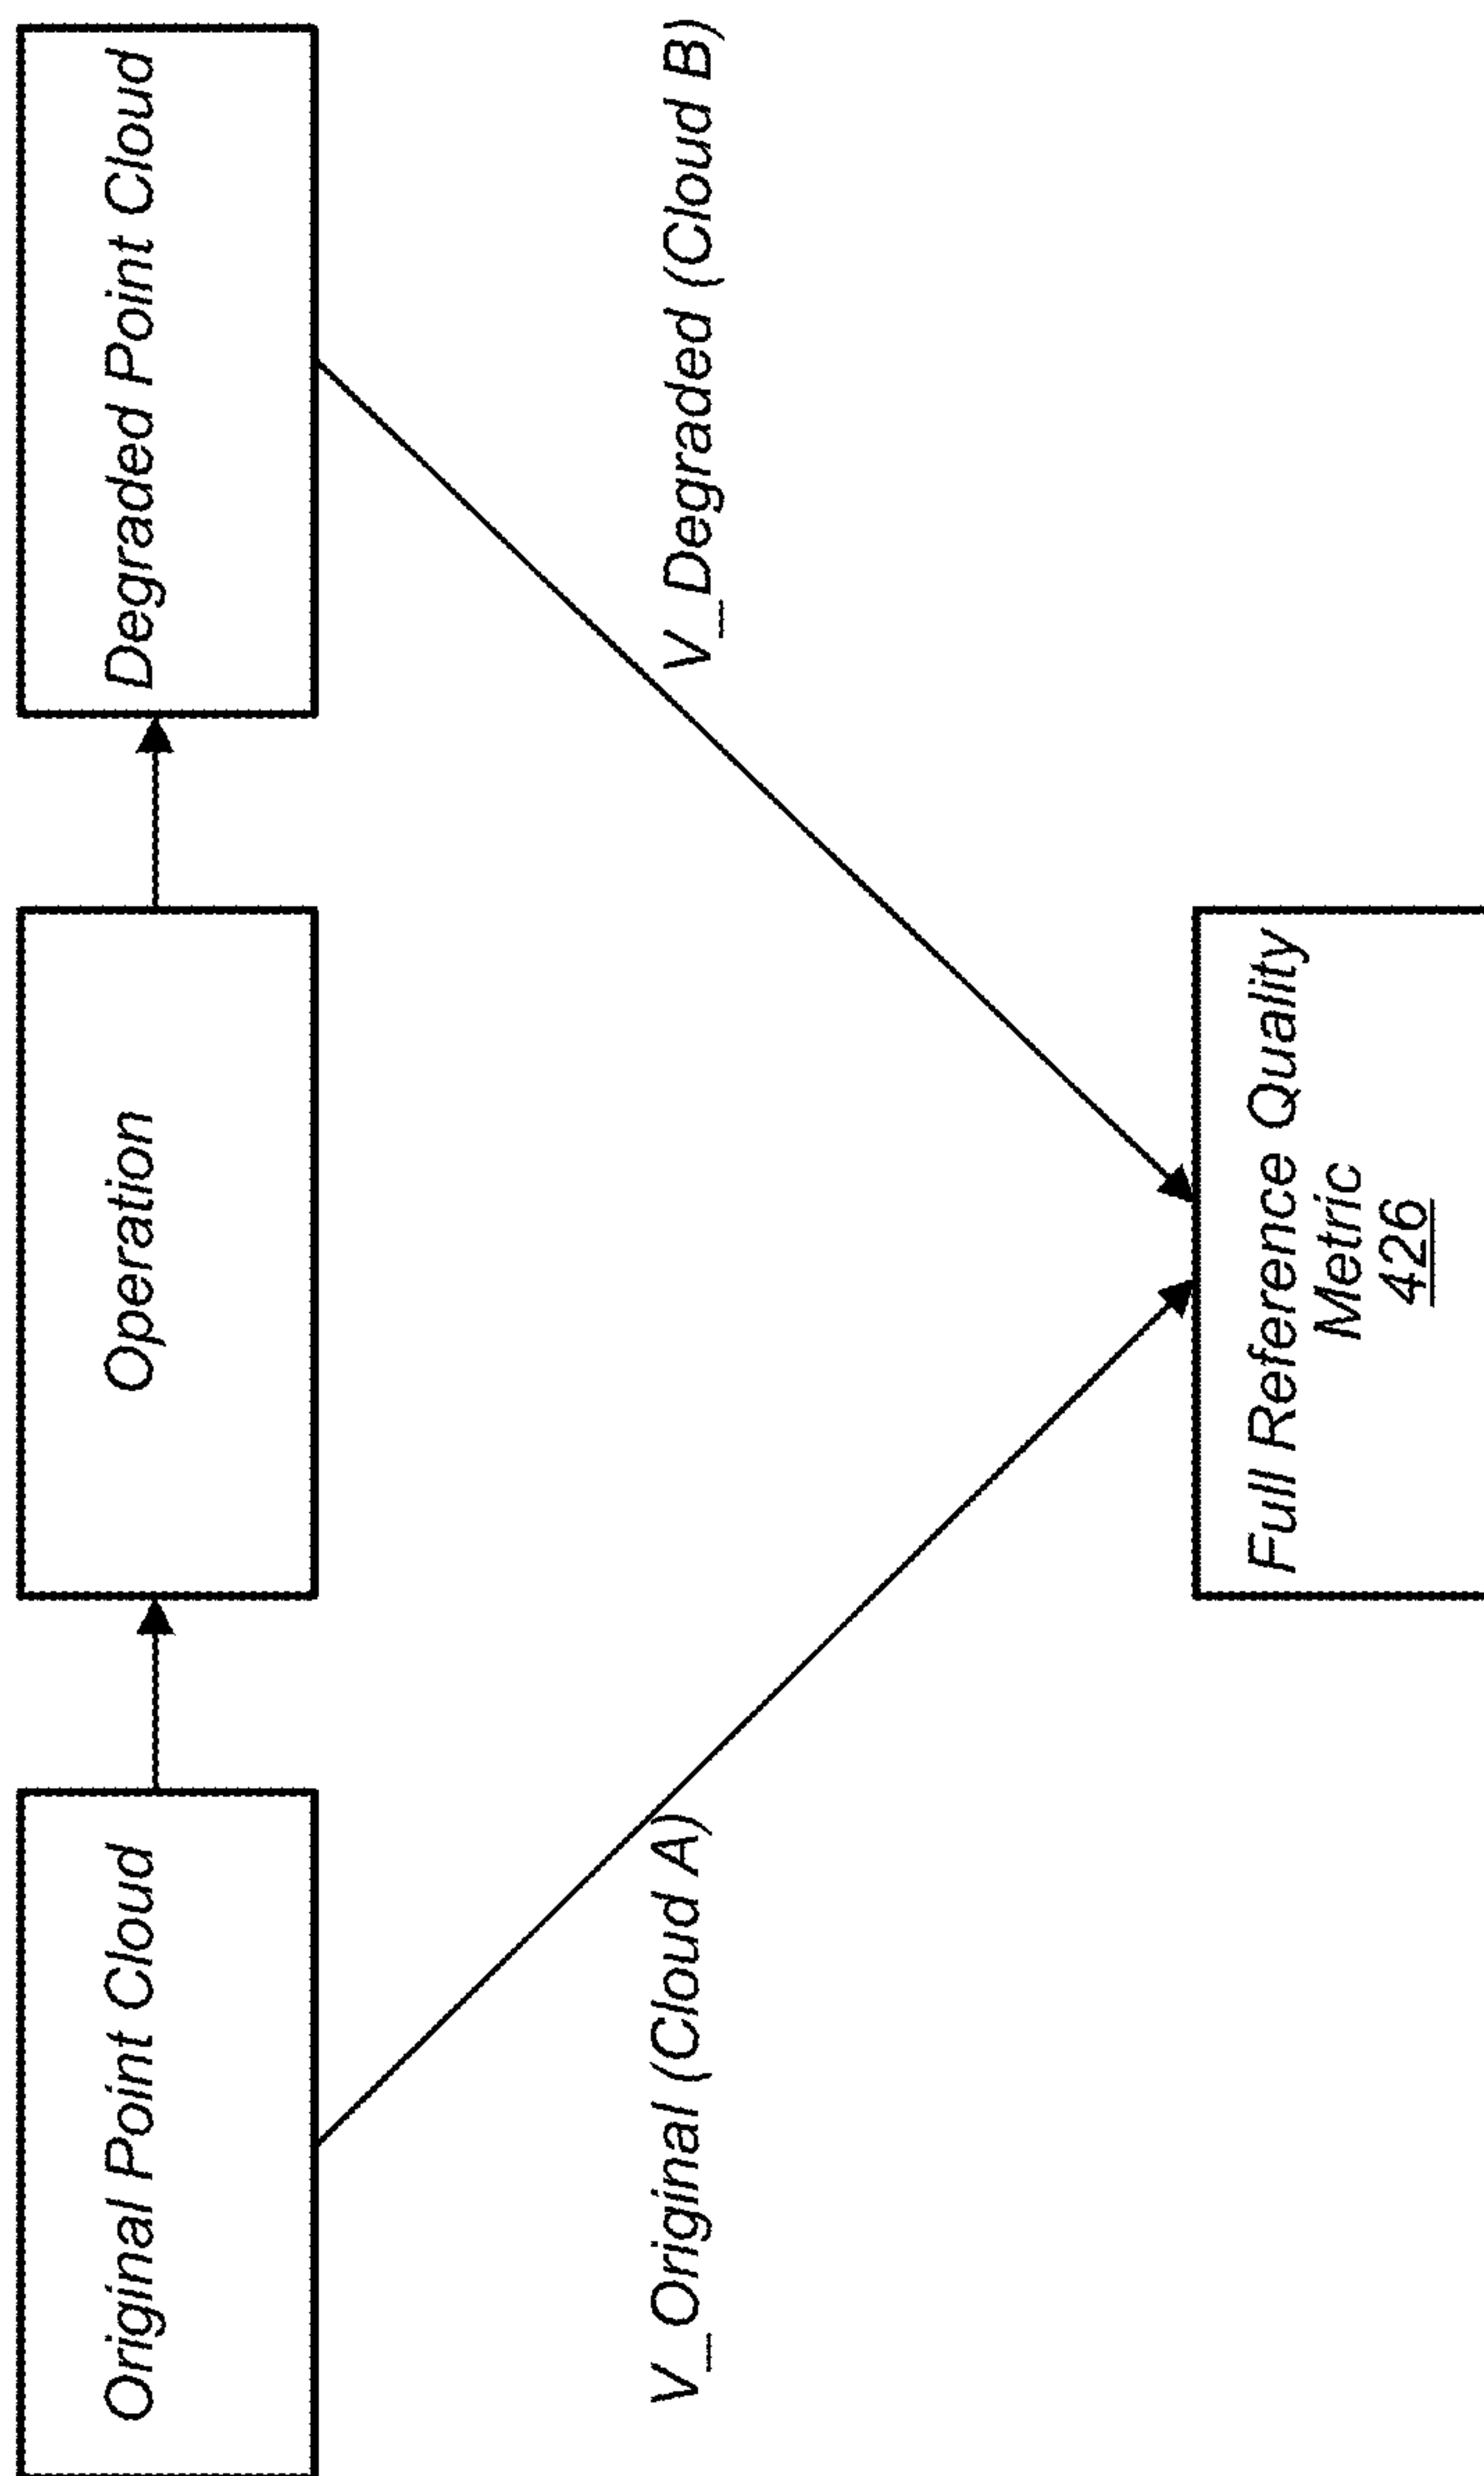 Original Point Cloud
Operation
Degraded Point Cloud
V_Original (Cloud A)
V_Degraded (Cloud B)
Full Reference Quality
Metric
426